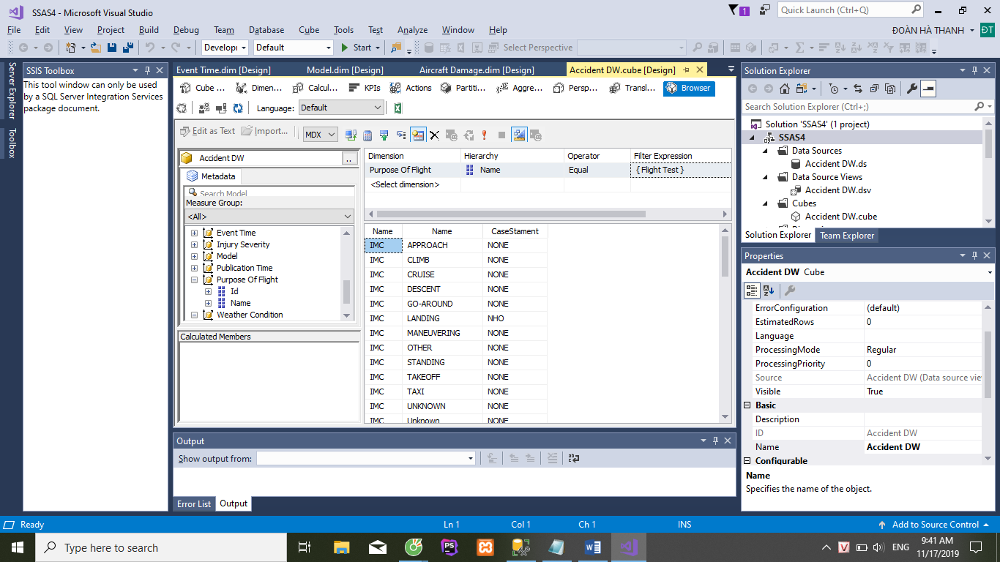 SSAS4 - Microsoft Visual Studio
1
Quick Launch (Ctrl+Q)
File Edit View Project Build Debug Team Database Cube Tools Test Analyze Window Help
ĐOÀN HÀ THANH ĐT
Developi Default Start Select Perspective
Server Explorer
Toolbox
SSIS Toolbox
This tool window can only be used
by a SQL Server Integration Services
package document.
Event Time.dim [Design] Model.dim [Design] Aircraft Damage.dim [Design] Accident DW.cube [Design]
Cube ... Dimen... Calcul... KPIs Actions Partiti... Aggre... Persp... Transl... Browser
Language: Default
Edit as Text Import... MDX
Accident DW ..
Metadata
Search Model
Measure Group:
<All>
Event Time
Injury Severity
Model
Publication Time
Purpose Of Flight
Id
Name
Weather Condition
Calculated Members
Dimension Hierarchy Operator Filter Expression
Purpose Of Flight Name Equal { Flight Test }
<Select dimension>
Name Name CaseStament
IMC APPROACH NONE
IMC CLIMB NONE
IMC CRUISE NONE
IMC DESCENT NONE
IMC GO-AROUND NONE
IMC LANDING NHO
IMC MANEUVERING NONE
IMC OTHER NONE
IMC STANDING NONE
IMC TAKEOFF NONE
IMC TAXI NONE
IMC UNKNOWN NONE
IMC Unknown NONE
Output
Show output from:
Error List Output
Solution Explorer
Search Solution Explorer (Ctrl+;)
Solution 'SSAS4' (1 project)
SSAS4
Data Sources
Accident DW.ds
Data Source Views
Accident DW.dsv
Cubes
Accident DW.cube
Solution Explorer Team Explorer
Properties
Accident DW Cube
ErrorConfiguration (default)
EstimatedRows 0
Language
ProcessingMode Regular
ProcessingPriority 0
Source Accident DW (Data source vie
Visible True
Basic
Description
ID Accident DW
Name Accident DW
Configurable
Name
Specifies the name of the object.
Ready Ln 1 Col 1 Ch 1 INS Add to Source Control
Type here to search
ENG
9:41 AM
11/17/2019